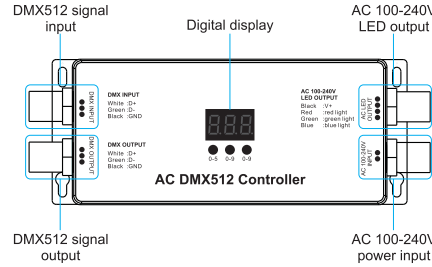 DMX512 signal
input
Digital display
AC 100-240V
LED output
DMX INPUT
DMX INPUT
White :D+
Green :D-
Black :GND
AC 100-240V
LED OUTPUT
Black :V+
Red :red light
Green :green light
Blue :blue light
AC LED
OUTPUT
DMX OUTPUT
DMX OUTPUT
White :D+
Green :D-
Black :GND
0-5 0-9 0-9
AC 100-240V
INPUT
AC DMX512 Controller
DMX512 signal
output
AC 100-240V
power input